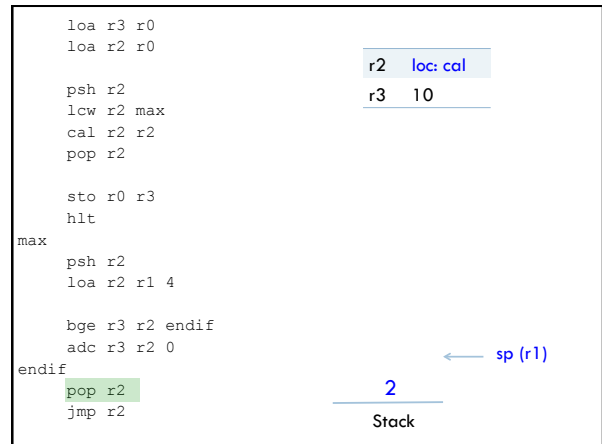 loa r3 r0
loa r2 r0
psh r2
lcw r2 max
cal r2 r2
pop r2
sto r0 r3
hlt
max
psh r2
loa r2 r1 4
bge r3 r2 endif
adc r3 r2 0
endif
pop r2
jmp r2
r2 loc: cal
r3 10
sp (r1)
2
Stack